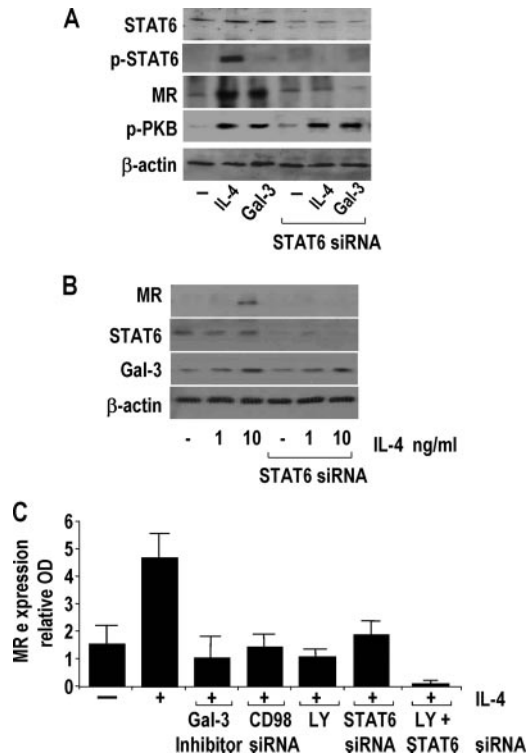 A
STAT6
p-STAT6
MR
p-PKB
β-actin
– IL-4 Gal-3 – IL-4 Gal-3
STAT6 siRNA
B
MR
STAT6
Gal-3
β-actin
- 1 10 - 1 10 IL-4 ng/ml
STAT6 siRNA
C
MR e xpression
relative OD
6
5
4
3
2
1
0
— + + + + + + IL-4
Gal-3 CD98 LY STAT6 LY +
Inhibitor siRNA siRNA STAT6 siRNA